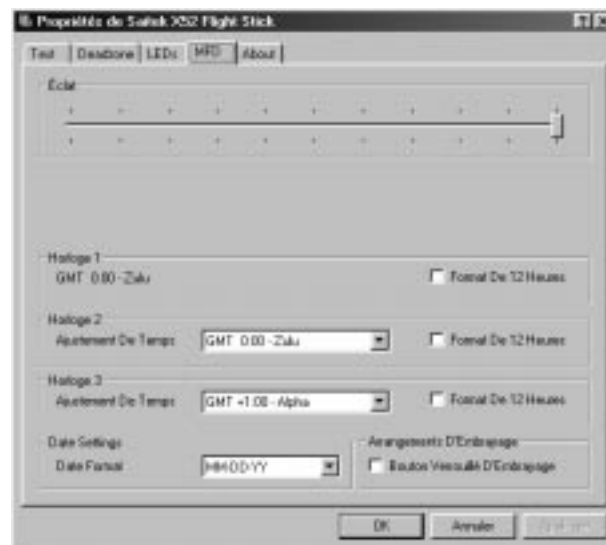 Propriétés de Saitek X52 Flight Stick
Test Deadzone LEDs MFD About
Éclat
Horloge 1
GMT 0:00 - Zulu Format De 12 Heures
Horloge 2
Ajustement De Temps GMT 0:00 - Zulu Format De 12 Heures
Horloge 3
Ajustement De Temps GMT +1:00 - Alpha Format De 12 Heures
Date Settings Arrangements D'Embrayage
Date Format MM-DD-YY Bouton Verrouillé D'Embrayage
OK Annuler